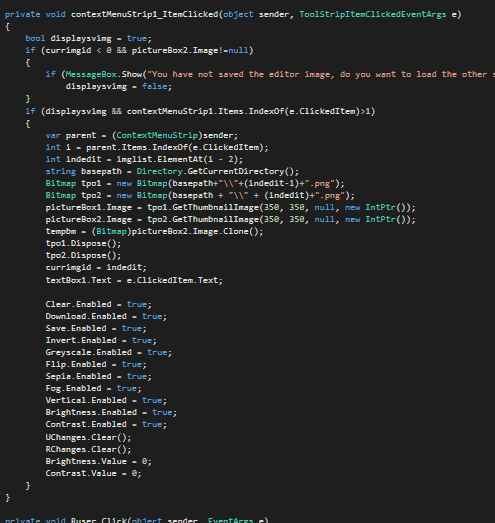 private void contextMenuStrip1_ItemClicked(object sender, ToolStripItemClickedEventArgs e)
{
bool displaysvimg = true;
if (currimgid < 0 && pictureBox2.Image!=null)
{
if (MessageBox.Show("You have not saved the editor image, do you want to load the other s
displaysvimg = false;
}
if (displaysvimg && contextMenuStrip1.Items.IndexOf(e.ClickedItem)>1)
{
var parent = (ContextMenuStrip)sender;
int i = parent.Items.IndexOf(e.ClickedItem);
int indedit = imglist.ElementAt(i - 2);
string basepath = Directory.GetCurrentDirectory();
Bitmap tpo1 = new Bitmap(basepath+"\\"+(indedit-1)+".png");
Bitmap tpo2 = new Bitmap(basepath + "\\" + (indedit)+".png");
pictureBox1.Image = tpo1.GetThumbnailImage(350, 350, null, new IntPtr());
pictureBox2.Image = tpo2.GetThumbnailImage(350, 350, null, new IntPtr());
tempbm = (Bitmap)pictureBox2.Image.Clone();
tpo1.Dispose();
tpo2.Dispose();
currimgid = indedit;
textBox1.Text = e.ClickedItem.Text;
Clear.Enabled = true;
Download.Enabled = true;
Save.Enabled = true;
Invert.Enabled = true;
Greyscale.Enabled = true;
Flip.Enabled = true;
Sepia.Enabled = true;
Fog.Enabled = true;
Vertical.Enabled = true;
Brightness.Enabled = true;
Contrast.Enabled = true;
UChanges.Clear();
RChanges.Clear();
Brightness.Value = 0;
Contrast.Value = 0;
}
}
private void Ruser_Click(object sender, EventArgs e)